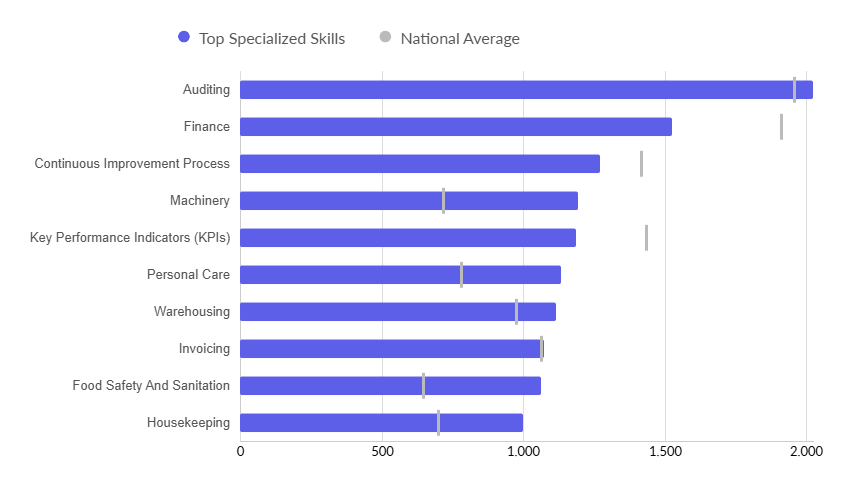 Top Specialized Skills National Average
Auditing
Finance
Continuous Improvement Process
Machinery
Key Performance Indicators (KPIs)
Personal Care
Warehousing
Invoicing
Food Safety And Sanitation
Housekeeping
0 500 1.000 1.500 2.000